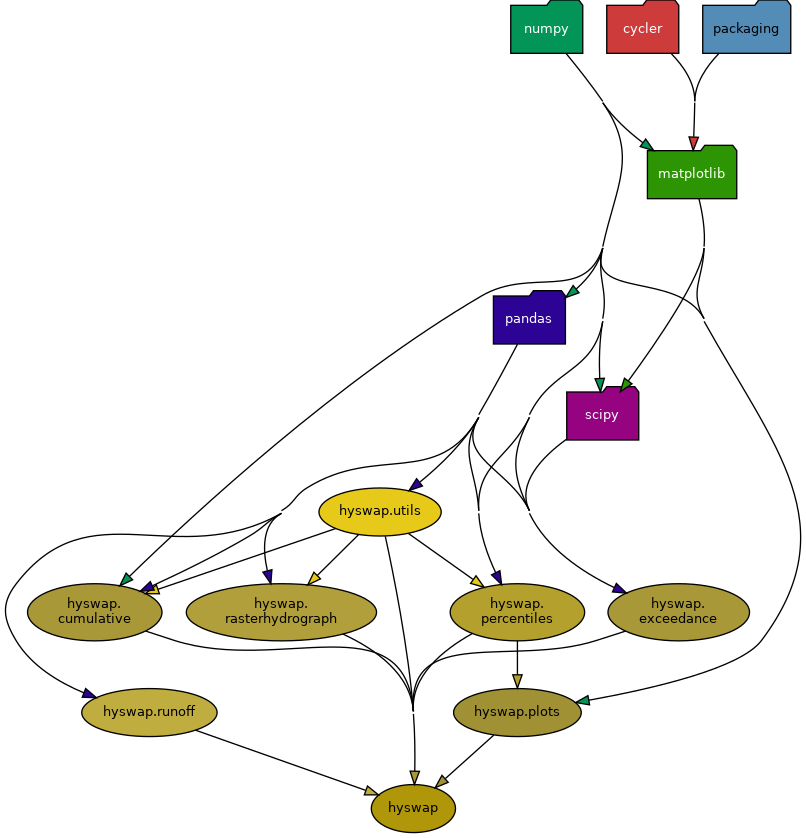 numpy
cycler
packaging
matplotlib
pandas
scipy
hyswap.utils
hyswap.
cumulative
hyswap.
rasterhydrograph
hyswap.
percentiles
hyswap.
exceedance
hyswap.runoff
hyswap.plots
hyswap